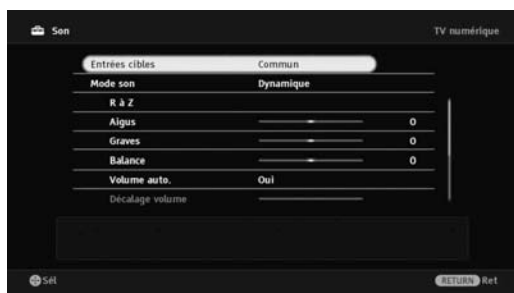 Son TV numérique
Entrées cibles Commun
Mode son Dynamique
R à Z
Aigus 0
Graves 0
Balance 0
Volume auto. Oui
Décalage volume
Sél RETURN Ret